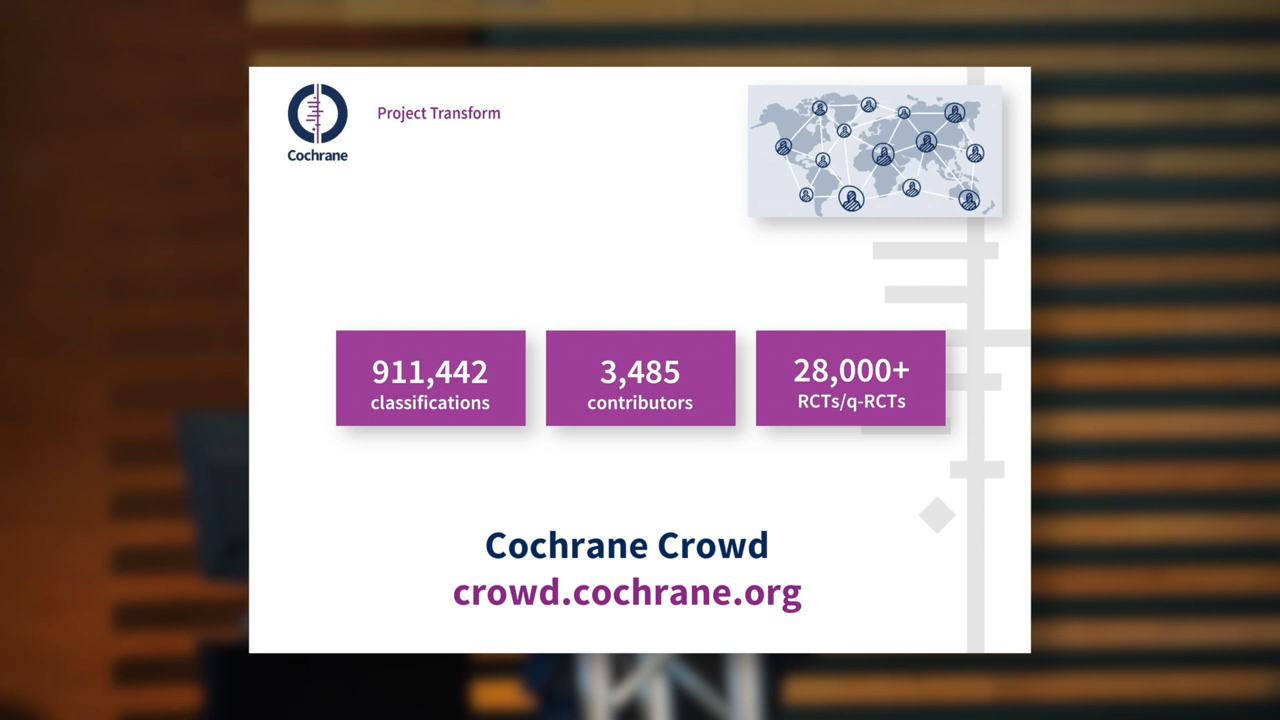 Cochrane
Project Transform
911,442
classifications
3,485
contributors
28,000+
RCTs/q-RCTs
Cochrane Crowd
crowd.cochrane.org